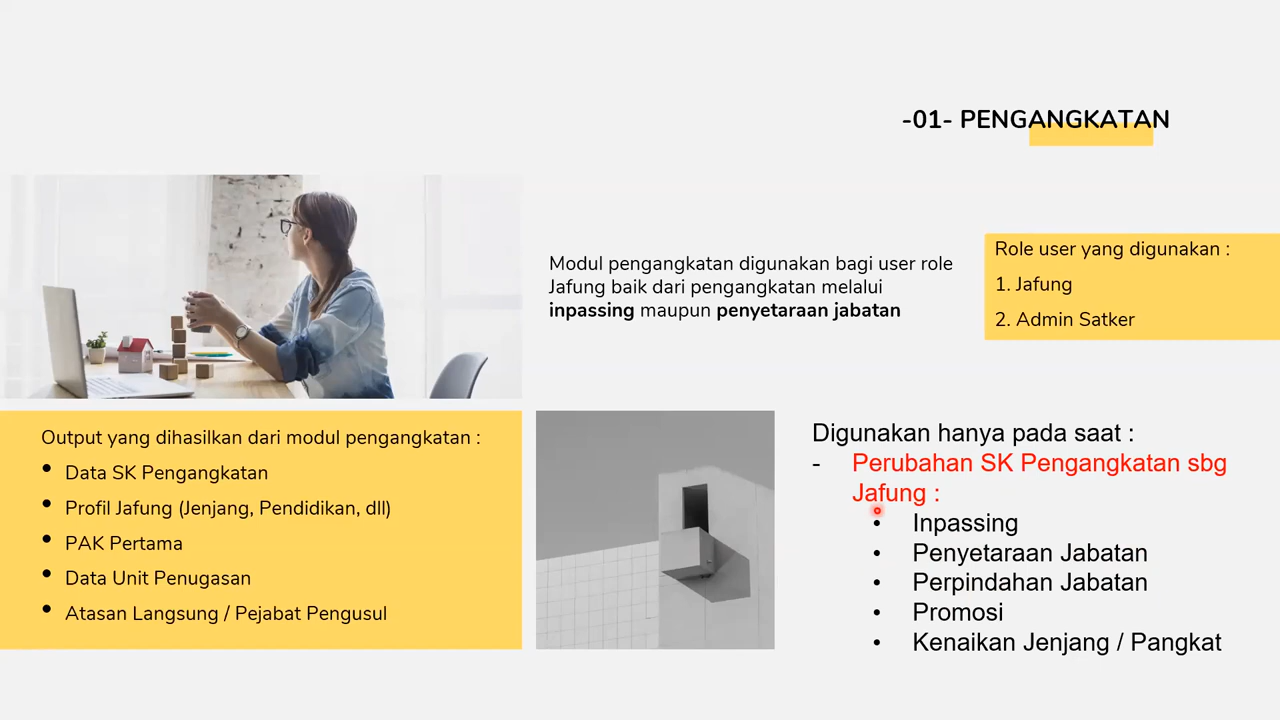 -01- PENGANGKATAN
Modul pengangkatan digunakan bagi user role
Jafung baik dari pengangkatan melalui
inpassing maupun penyetaraan jabatan
Role user yang digunakan :
1. Jafung
2. Admin Satker
Output yang dihasilkan dari modul pengangkatan :
• Data SK Pengangkatan
• Profil Jafung (Jenjang, Pendidikan, dll)
• PAK Pertama
• Data Unit Penugasan
• Atasan Langsung / Pejabat Pengusul
Digunakan hanya pada saat :
- Perubahan SK Pengangkatan sbg
Jafung :
• Inpassing
• Penyetaraan Jabatan
• Perpindahan Jabatan
• Promosi
• Kenaikan Jenjang / Pangkat